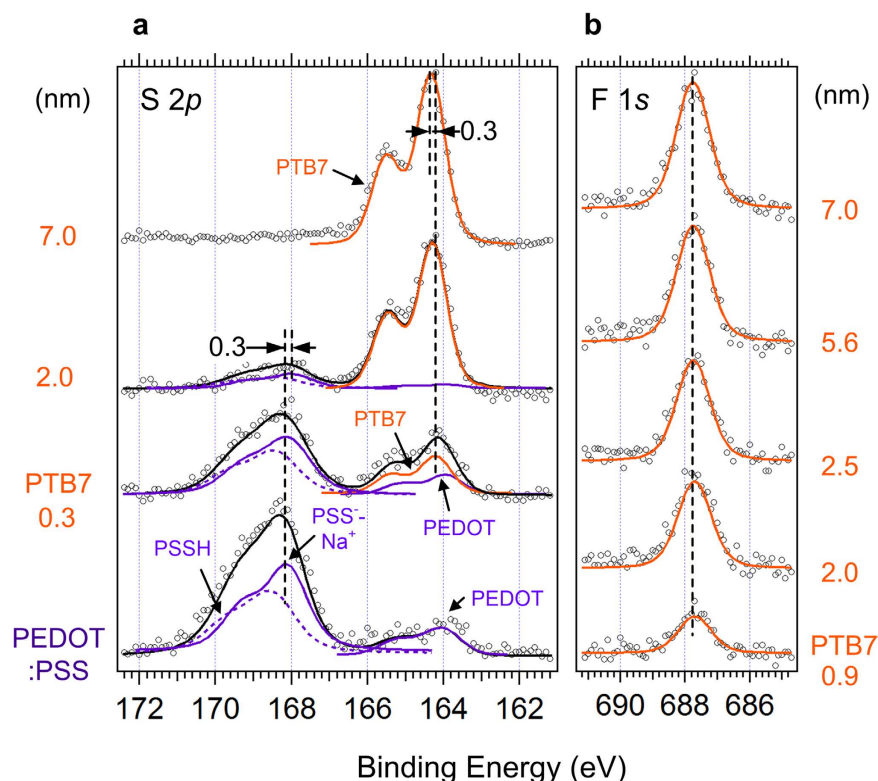 a
b
(nm)
S 2p
F 1s
(nm)
0.3
PTB7
7.0
7.0
0.3
5.6
2.0
PTB7
2.5
PTB7
0.3
PEDOT
PSS⁻-
Na⁺
PSSH
2.0
PEDOT
PEDOT
:PSS
PTB7
0.9
172 170 168 166 164 162
690 688 686
Binding Energy (eV)